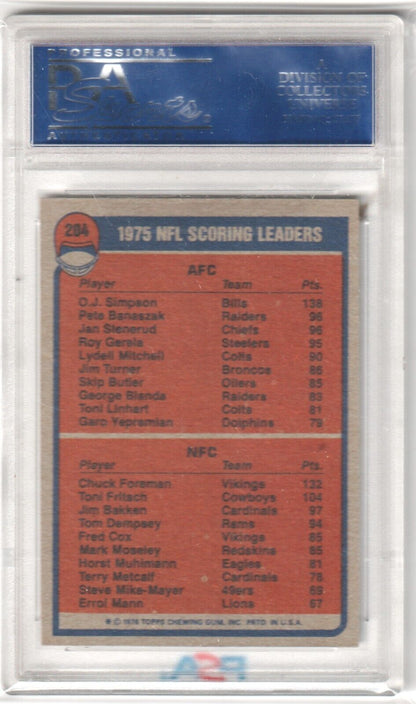 PROFESSIONAL
PSA
A DIVISION OF COLLECTORS UNIVERSE
204
1975 NFL SCORING LEADERS
AFC
Player Team Pts.
O.J. Simpson Bills 138
Pete Banaszak Raiders 96
Jan Stenerud Chiefs 96
Roy Gerela Steelers 95
Lydell Mitchell Colts 90
Jim Turner Broncos 86
Skip Butler Oilers 85
George Blanda Raiders 83
Toni Linhart Colts 81
Garo Yepremian Dolphins 79
NFC
Player Team Pts.
Chuck Foreman Vikings 132
Toni Fritsch Cowboys 104
Jim Bakken Cardinals 97
Tom Dempsey Rams 94
Fred Cox Vikings 85
Mark Moseley Redskins 85
Horst Muhlmann Eagles 81
Terry Metcalf Cardinals 78
Steve Mike-Mayer 49ers 69
Errol Mann Lions 67
© 1976 TOPPS CHEWING GUM, INC. PRTD. IN U.S.A.
PSA